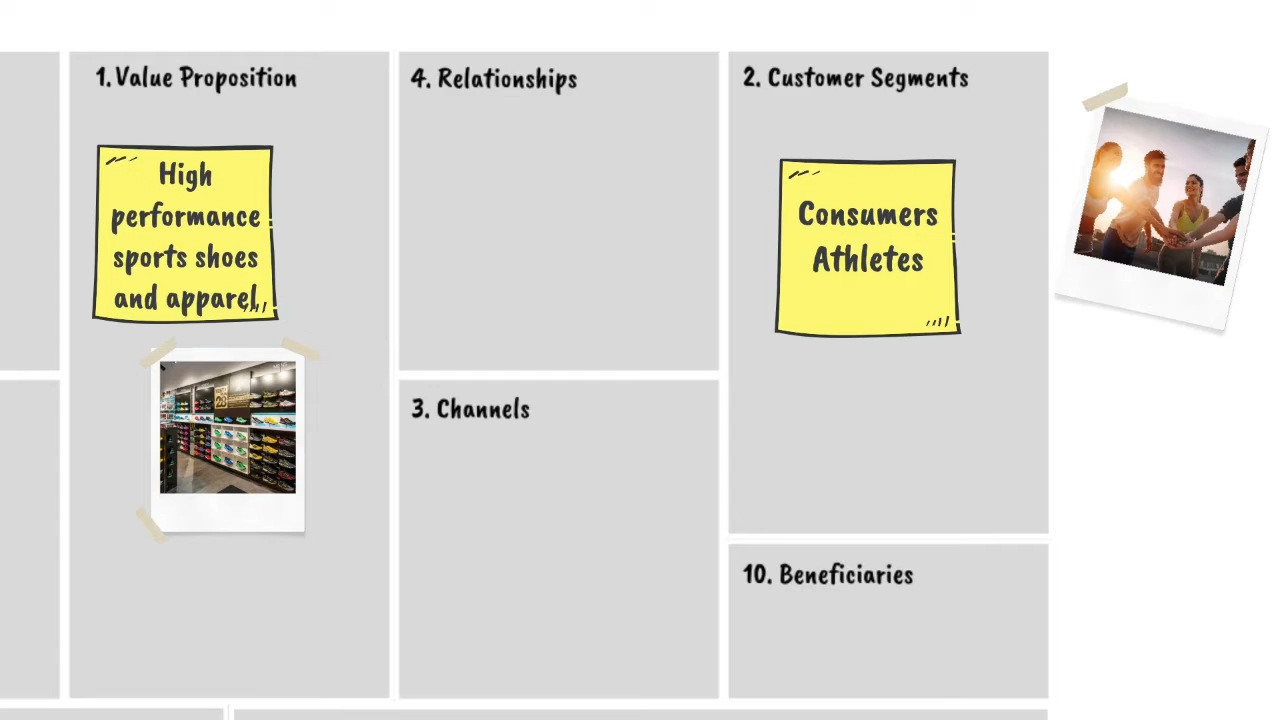 1. Value Proposition
High
performance
sports shoes
and apparel
4. Relationships
3. Channels
2. Customer Segments
Consumers
Athletes
10. Beneficiaries